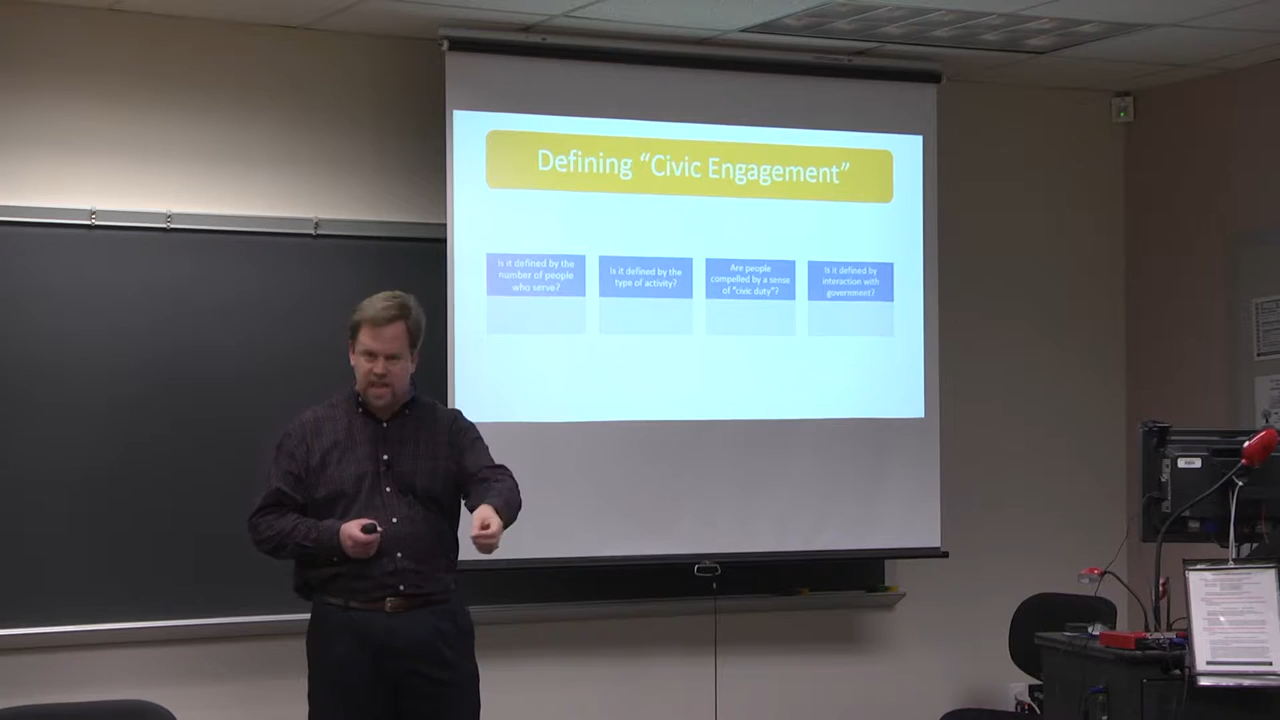 Defining “Civic Engagement”
Is it defined by the
number of people
who serve?
Is it defined by the
type of activity?
Are people
compelled by a sense
of “civic duty”?
Is it defined by
interaction with
government?